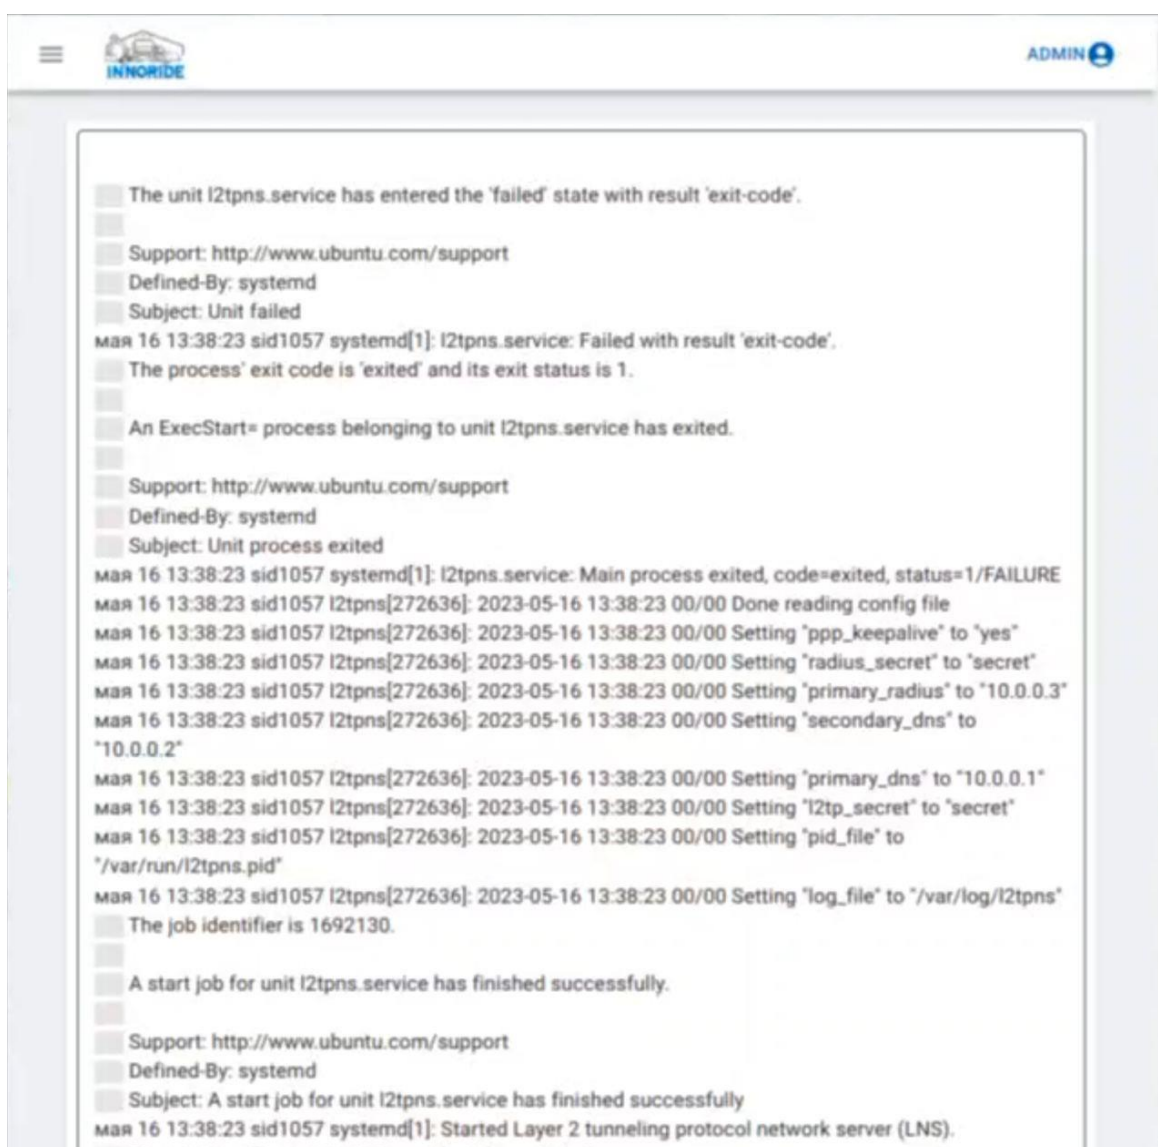 INNORIDE
ADMIN
The unit l2tpns.service has entered the 'failed' state with result 'exit-code'.
Support: http://www.ubuntu.com/support
Defined-By: systemd
Subject: Unit failed
мая 16 13:38:23 sid1057 systemd[1]: l2tpns.service: Failed with result 'exit-code'.
The process' exit code is 'exited' and its exit status is 1.
An ExecStart= process belonging to unit l2tpns.service has exited.
Support: http://www.ubuntu.com/support
Defined-By: systemd
Subject: Unit process exited
мая 16 13:38:23 sid1057 systemd[1]: l2tpns.service: Main process exited, code=exited, status=1/FAILURE
мая 16 13:38:23 sid1057 l2tpns[272636]: 2023-05-16 13:38:23 00/00 Done reading config file
мая 16 13:38:23 sid1057 l2tpns[272636]: 2023-05-16 13:38:23 00/00 Setting "ppp_keepalive" to "yes"
мая 16 13:38:23 sid1057 l2tpns[272636]: 2023-05-16 13:38:23 00/00 Setting "radius_secret" to "secret"
мая 16 13:38:23 sid1057 l2tpns[272636]: 2023-05-16 13:38:23 00/00 Setting "primary_radius" to "10.0.0.3"
мая 16 13:38:23 sid1057 l2tpns[272636]: 2023-05-16 13:38:23 00/00 Setting "secondary_dns" to
"10.0.0.2"
мая 16 13:38:23 sid1057 l2tpns[272636]: 2023-05-16 13:38:23 00/00 Setting "primary_dns" to "10.0.0.1"
мая 16 13:38:23 sid1057 l2tpns[272636]: 2023-05-16 13:38:23 00/00 Setting "l2tp_secret" to "secret"
мая 16 13:38:23 sid1057 l2tpns[272636]: 2023-05-16 13:38:23 00/00 Setting "pid_file" to
"/var/run/l2tpns.pid"
мая 16 13:38:23 sid1057 l2tpns[272636]: 2023-05-16 13:38:23 00/00 Setting "log_file" to "/var/log/l2tpns"
The job identifier is 1692130.
A start job for unit l2tpns.service has finished successfully.
Support: http://www.ubuntu.com/support
Defined-By: systemd
Subject: A start job for unit l2tpns.service has finished successfully
мая 16 13:38:23 sid1057 systemd[1]: Started Layer 2 tunneling protocol network server (LNS).